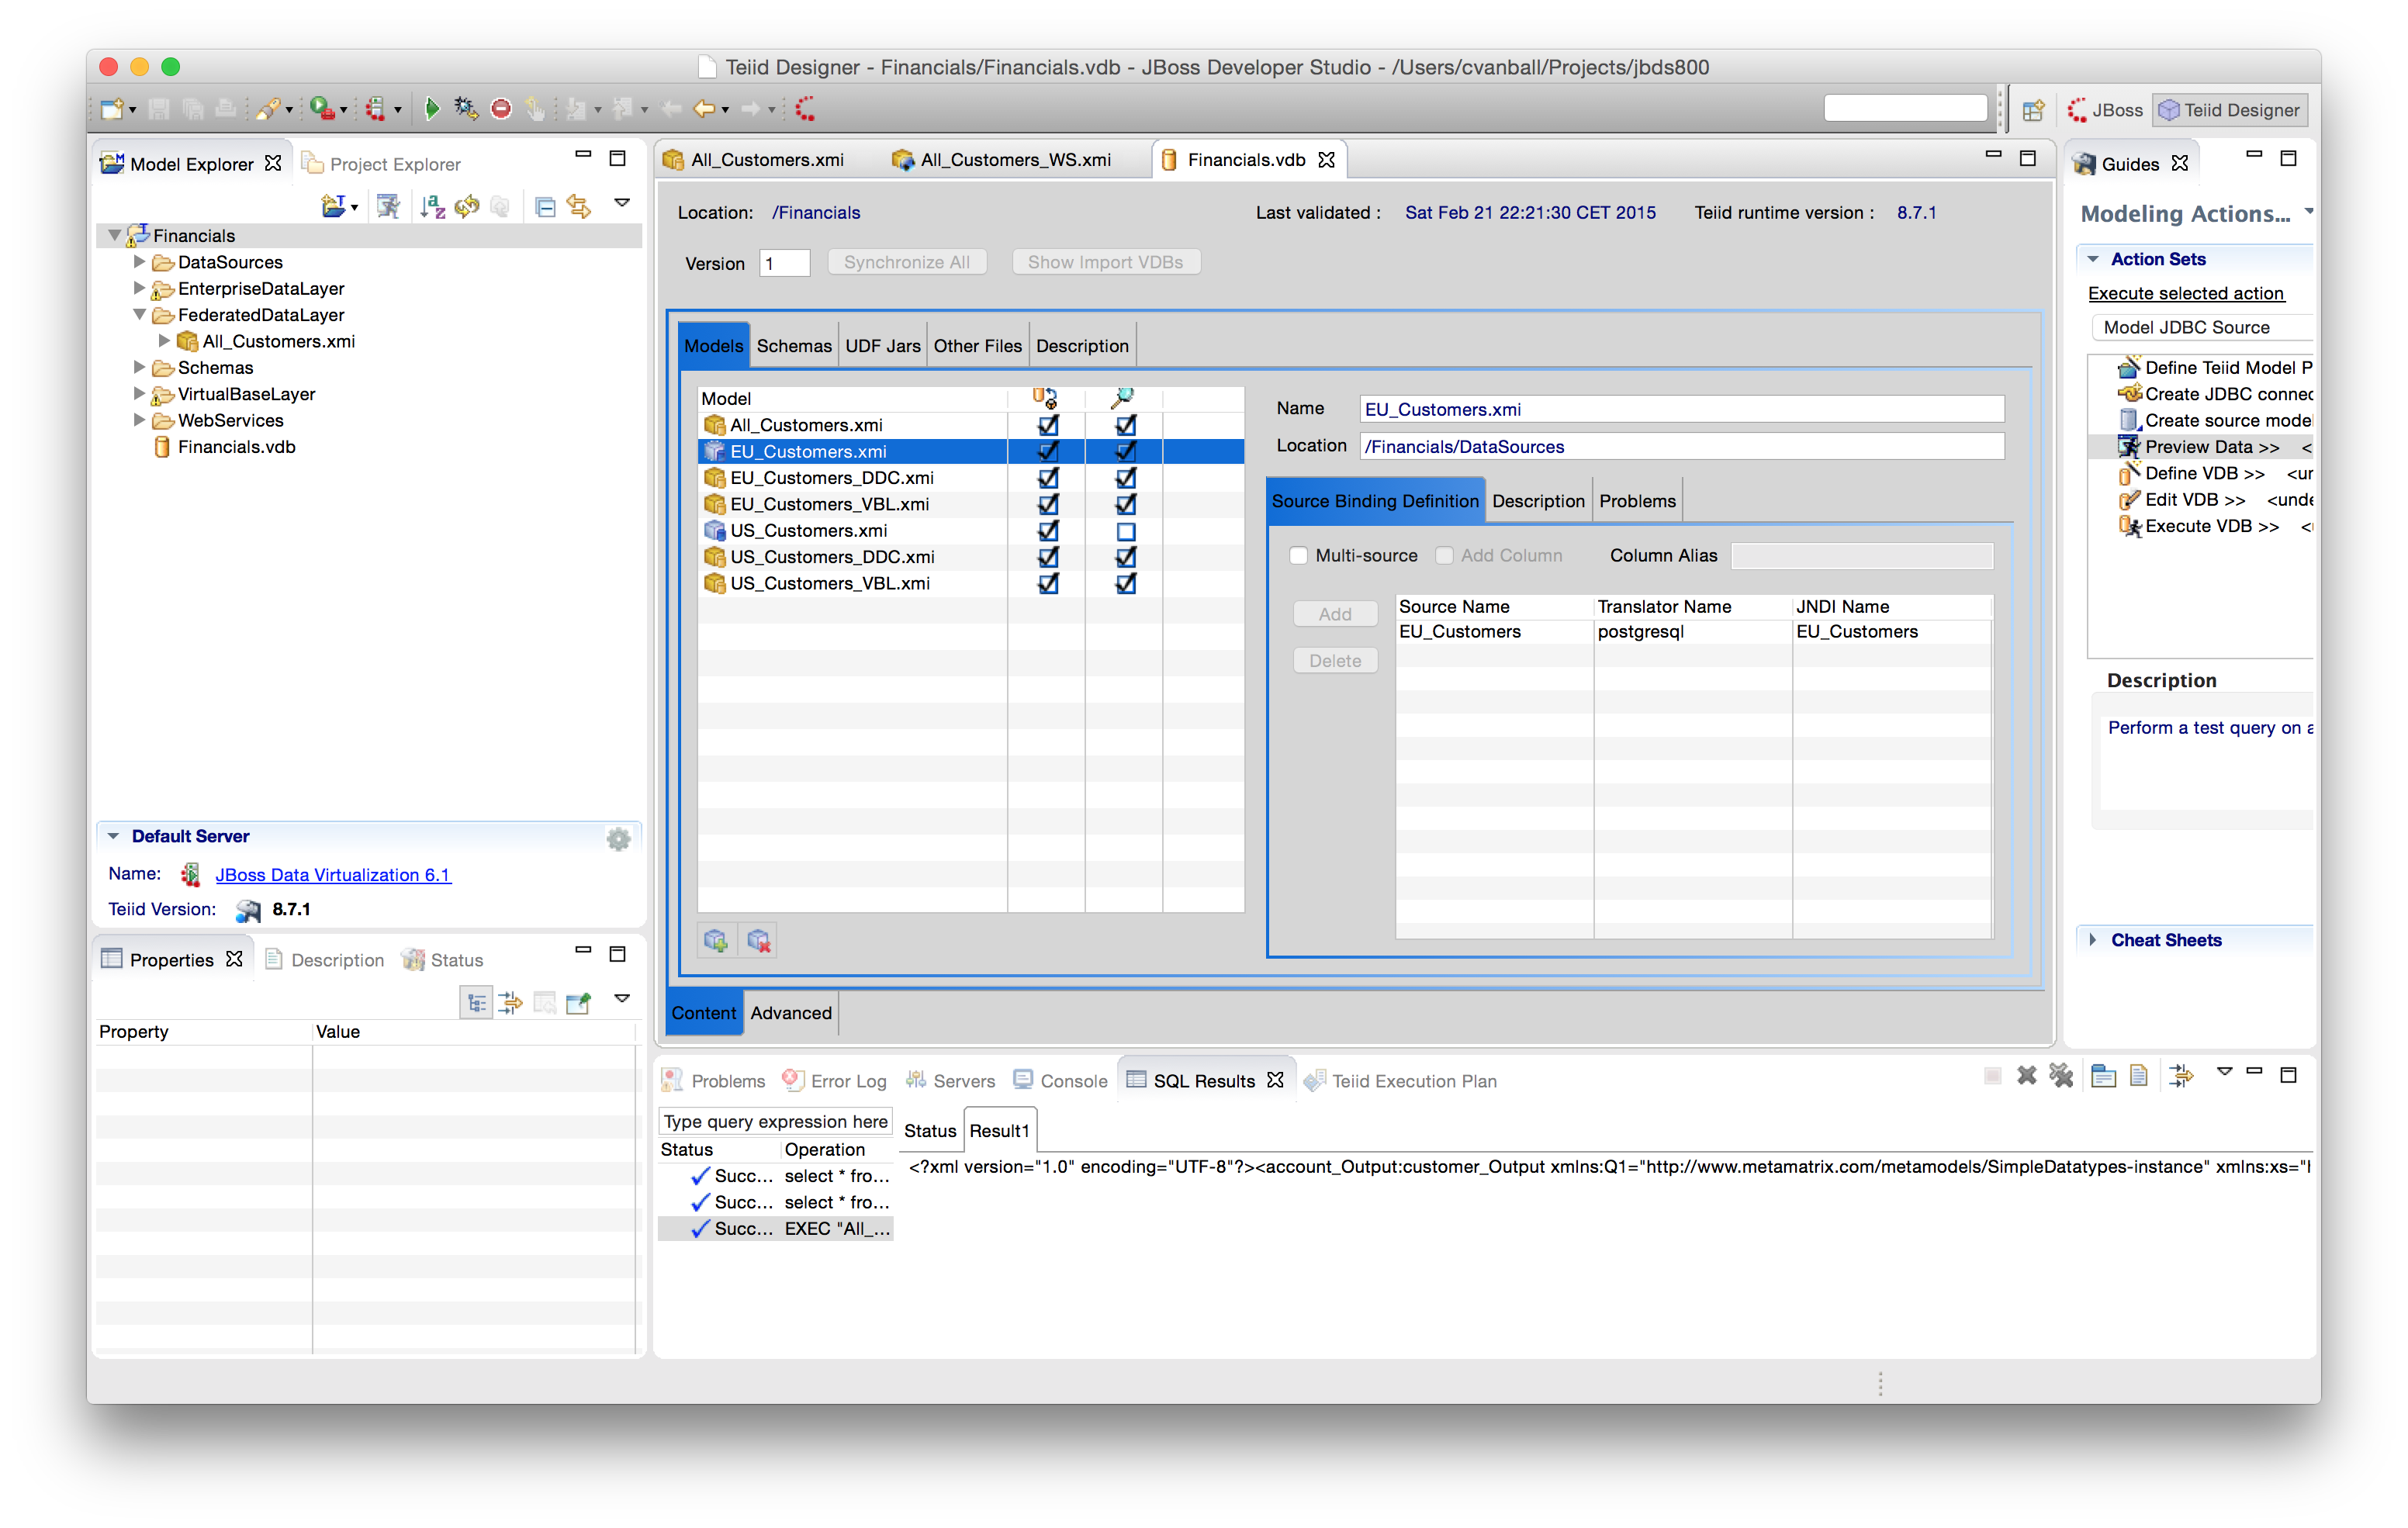 Teiid Designer - Financials/Financials.vdb - JBoss Developer Studio - /Users/cvanball/Projects/jbds800
JBoss
Teiid Designer
Model Explorer
Project Explorer
Financials
DataSources
EnterpriseDataLayer
FederatedDataLayer
All_Customers.xmi
Schemas
VirtualBaseLayer
WebServices
Financials.vdb
Default Server
Name: JBoss Data Virtualization 6.1
Teiid Version: 8.7.1
Properties
Description
Status
Property Value
All_Customers.xmi
All_Customers_WS.xmi
Financials.vdb
Location: /Financials
Last validated : Sat Feb 21 22:21:30 CET 2015
Teiid runtime version : 8.7.1
Version 1
Synchronize All
Show Import VDBs
Models
Schemas
UDF Jars
Other Files
Description
Model
All_Customers.xmi
EU_Customers.xmi
EU_Customers_DDC.xmi
EU_Customers_VBL.xmi
US_Customers.xmi
US_Customers_DDC.xmi
US_Customers_VBL.xmi
Name EU_Customers.xmi
Location /Financials/DataSources
Source Binding Definition
Description
Problems
Multi-source
Add Column
Column Alias
Add
Delete
Source Name Translator Name JNDI Name
EU_Customers postgresql EU_Customers
Content
Advanced
Guides
Modeling Actions...
Action Sets
Execute selected action
Model JDBC Source
Define Teiid Model P
Create JDBC connec
Create source model
Preview Data >> <
Define VDB >> <ur
Edit VDB >> <unde
Execute VDB >> <u
Description
Perform a test query on a
Cheat Sheets
Problems
Error Log
Servers
Console
SQL Results
Teiid Execution Plan
Type query expression here
Status Operation
Succ... select * fro...
Succ... select * fro...
Succ... EXEC "All_...
Status
Result1
<?xml version="1.0" encoding="UTF-8"?><account_Output:customer_Output xmlns:Q1="http://www.metamatrix.com/metamodels/SimpleDatatypes-instance" xmlns:xs="h